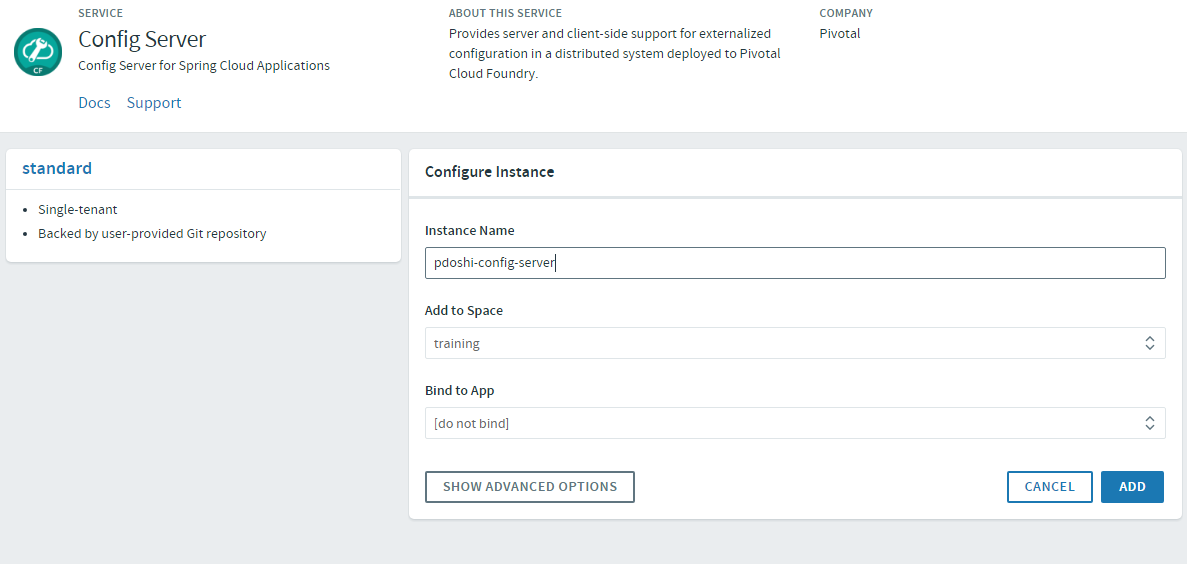 SERVICE
Config Server
Config Server for Spring Cloud Applications
Docs Support
CF
ABOUT THIS SERVICE
Provides server and client-side support for externalized
configuration in a distributed system deployed to Pivotal
Cloud Foundry.
COMPANY
Pivotal
standard
• Single-tenant
• Backed by user-provided Git repository
Configure Instance
Instance Name
pdoshi-config-server
Add to Space
training
Bind to App
[do not bind]
SHOW ADVANCED OPTIONS CANCEL ADD